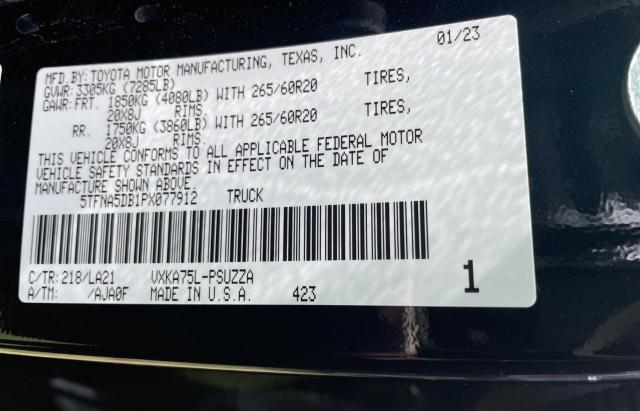 MFD.BY:TOYOTA MOTOR MANUFACTURING, TEXAS, INC. 01/23
GVWR:3305KG (7285LB)
GAWR:FRT. 1850KG (4080LB) WITH 265/60R20 TIRES,
20X8J RIMS.
RR. 1750KG (3860LB) WITH 265/60R20 TIRES,
20X8J RIMS.
THIS VEHICLE CONFORMS TO ALL APPLICABLE FEDERAL MOTOR
VEHICLE SAFETY STANDARDS IN EFFECT ON THE DATE OF
MANUFACTURE SHOWN ABOVE.
5TFNA5DB1PX077912 TRUCK
C/TR:218/LA21 VXKA75L-PSUZZA
A/TM: /AJA0F MADE IN U.S.A. 423 1